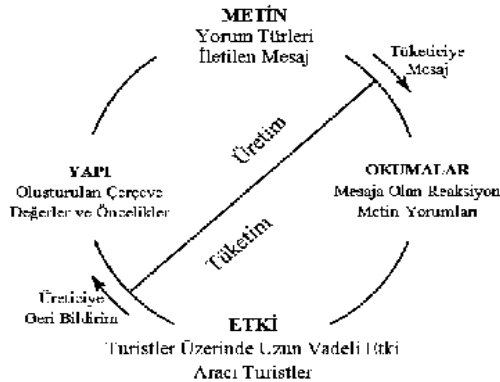 METİN
Yorum Türleri
İletilen Mesaj
Tüketiciye
Mesaj
Üretim
YAPI
Oluşturulan Çerçeve
Değerler ve Öncelikler
OKUMALAR
Mesaja Olan Reaksiyon
Metin Yorumları
Tüketim
Üreticiye
Geri Bildirim
ETKİ
Turistler Üzerinde Uzun Vadeli Etki
Aracı Turistler